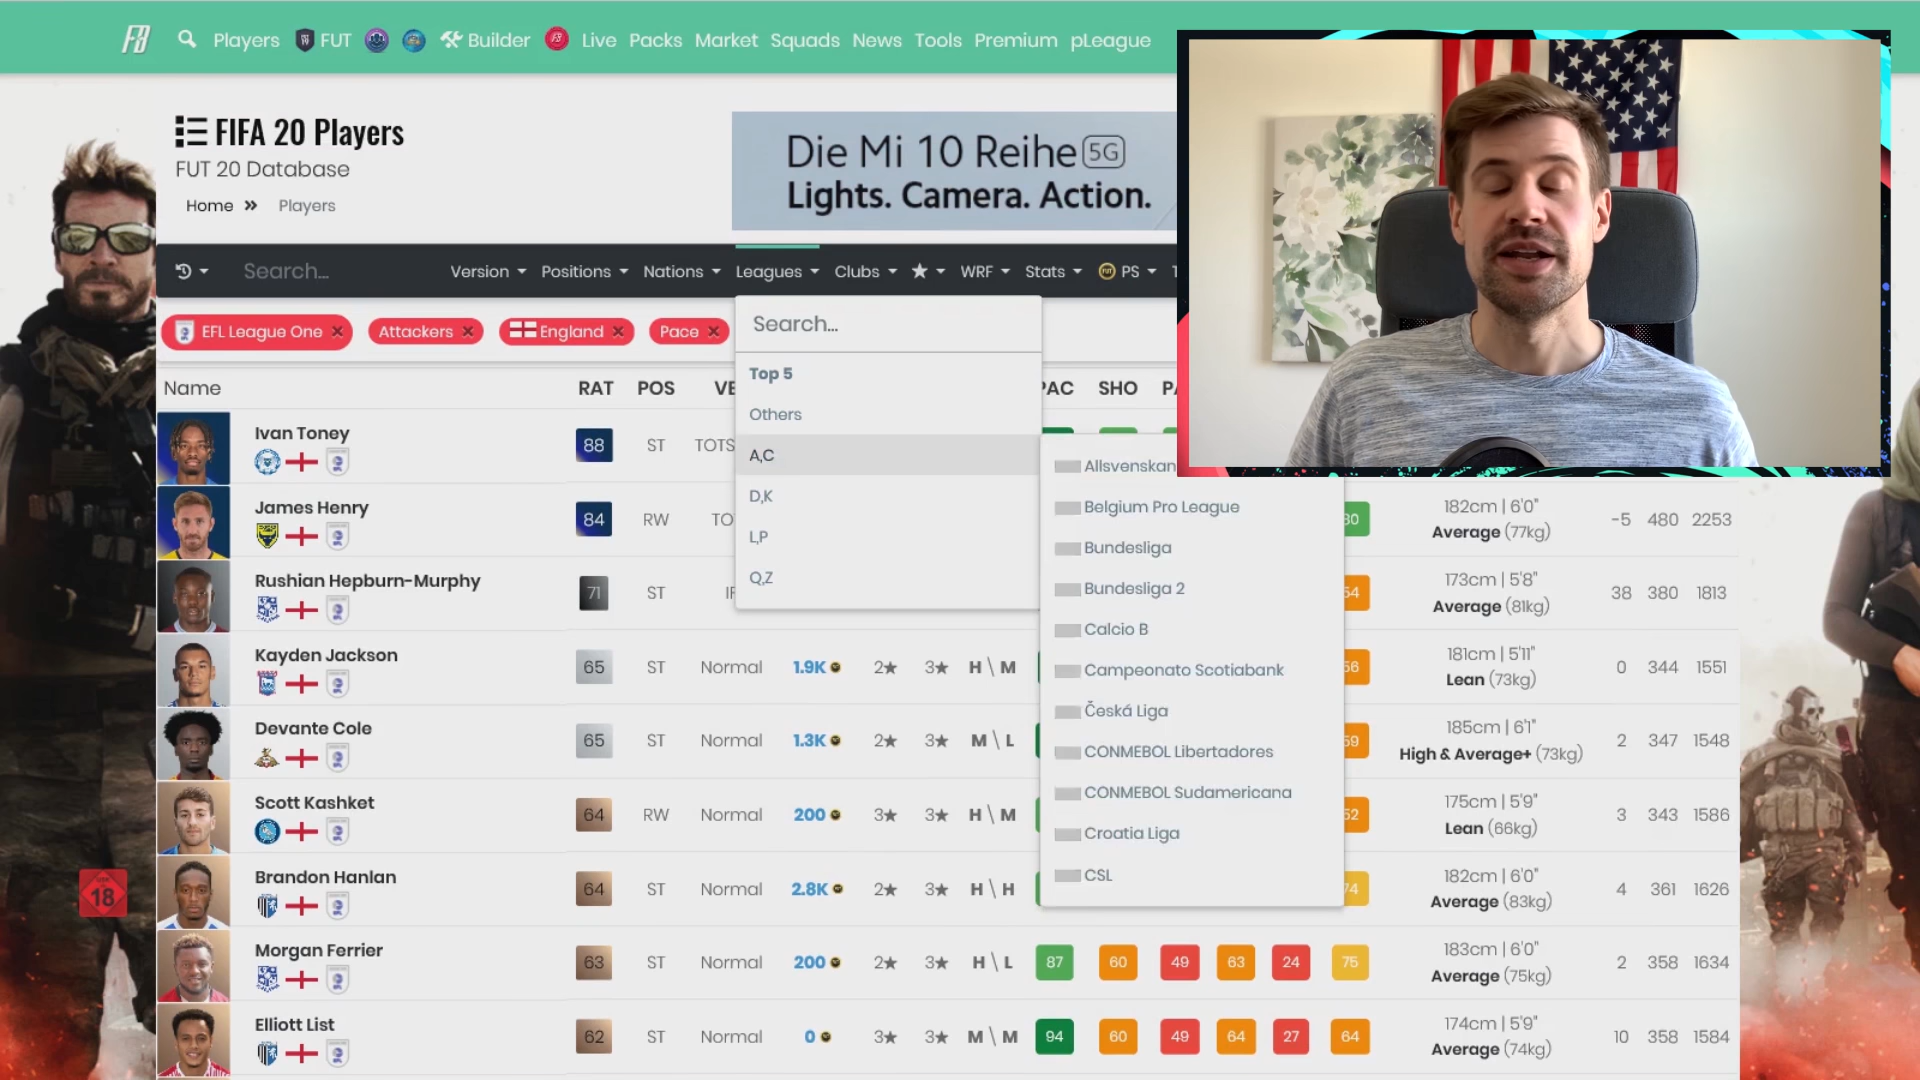 Players FUT Builder Live Packs Market Squads News Tools Premium pLeague
FIFA 20 Players
FUT 20 Database
Home » Players
Die Mi 10 Reihe 5G
Lights. Camera. Action.
Search... Version Positions Nations Leagues Clubs WRF Stats PS
EFL League One × Attackers × England × Pace ×
Search...
Top 5
Others
A,C
D,K
L,P
Q,Z
Allsvenskan
Belgium Pro League
Bundesliga
Bundesliga 2
Calcio B
Campeonato Scotiabank
Česká Liga
CONMEBOL Libertadores
CONMEBOL Sudamericana
Croatia Liga
CSL
Name RAT POS SHO
Ivan Toney 88 ST TOTS
James Henry 84 RW 182cm | 6'0" -5 480 2253
Average (77kg)
Rushian Hepburn-Murphy 71 ST 173cm | 5'8" 38 380 1813
Average (81kg)
Kayden Jackson 65 ST Normal 1.9K 2★ 3★ H \ M 181cm | 5'11" 0 344 1551
Lean (73kg)
Devante Cole 65 ST Normal 1.3K 2★ 3★ M \ L 185cm | 6'1" 2 347 1548
High & Average+ (73kg)
Scott Kashket 64 RW Normal 200 3★ 3★ H \ M 175cm | 5'9" 3 343 1586
Lean (66kg)
Brandon Hanlan 64 ST Normal 2.8K 2★ 3★ H \ H 182cm | 6'0" 4 361 1626
Average (83kg)
Morgan Ferrier 63 ST Normal 200 2★ 3★ H \ L 87 60 49 63 24 75 183cm | 6'0" 2 358 1634
Average (75kg)
Elliott List 62 ST Normal 0 3★ 3★ M \ M 94 60 49 64 27 64 174cm | 5'9" 10 358 1584
Average (74kg)
18